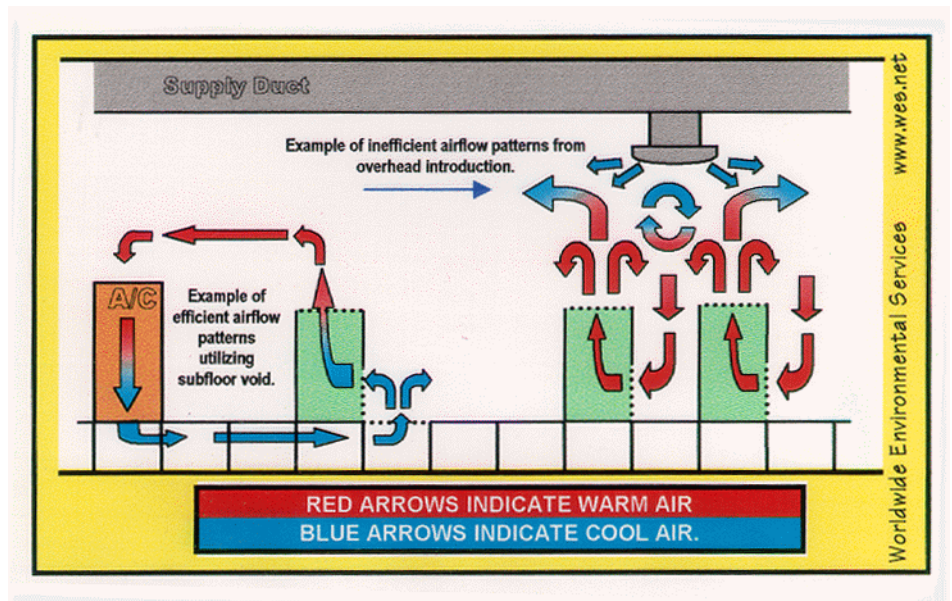 Supply Duct
Example of inefficient airflow patterns from
overhead introduction.
A/C
Example of
efficient airflow
patterns
utilizing
subfloor void.
RED ARROWS INDICATE WARM AIR
BLUE ARROWS INDICATE COOL AIR.
Worldwide Environmental Services www.wes.net